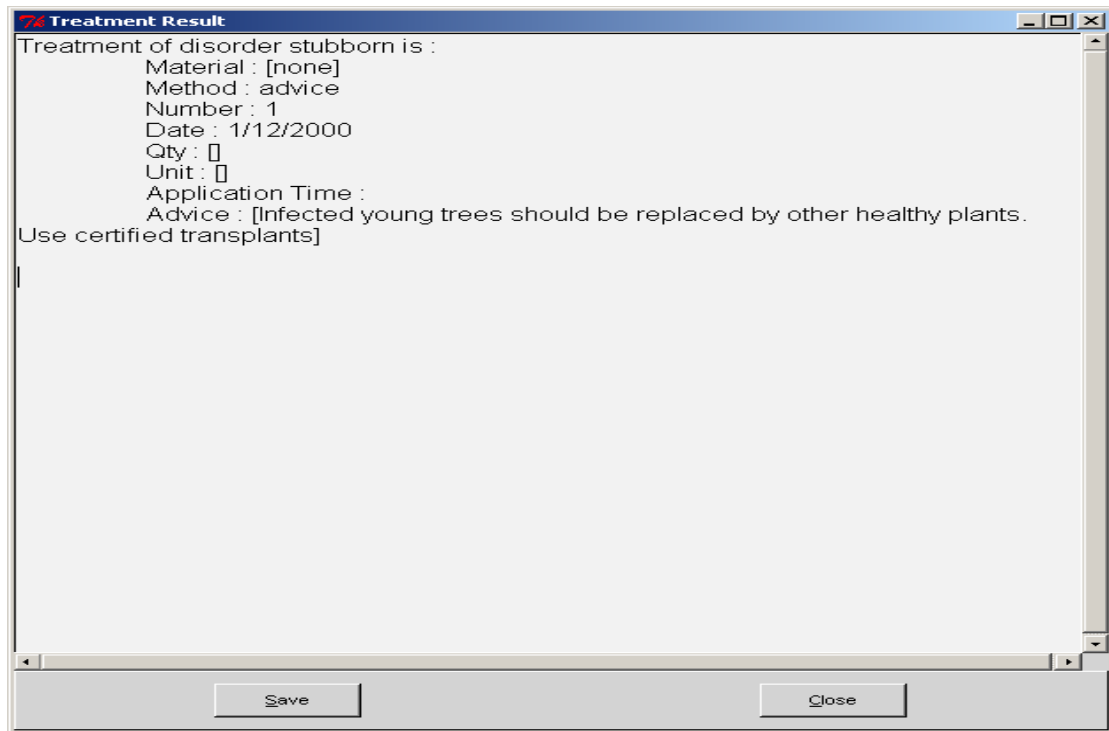 Treatment Result
Treatment of disorder stubborn is :
Material : [none]
Method : advice
Number : 1
Date : 1/12/2000
Qty : []
Unit : []
Application Time :
Advice : [Infected young trees should be replaced by other healthy plants.
Use certified transplants]
Save
Close